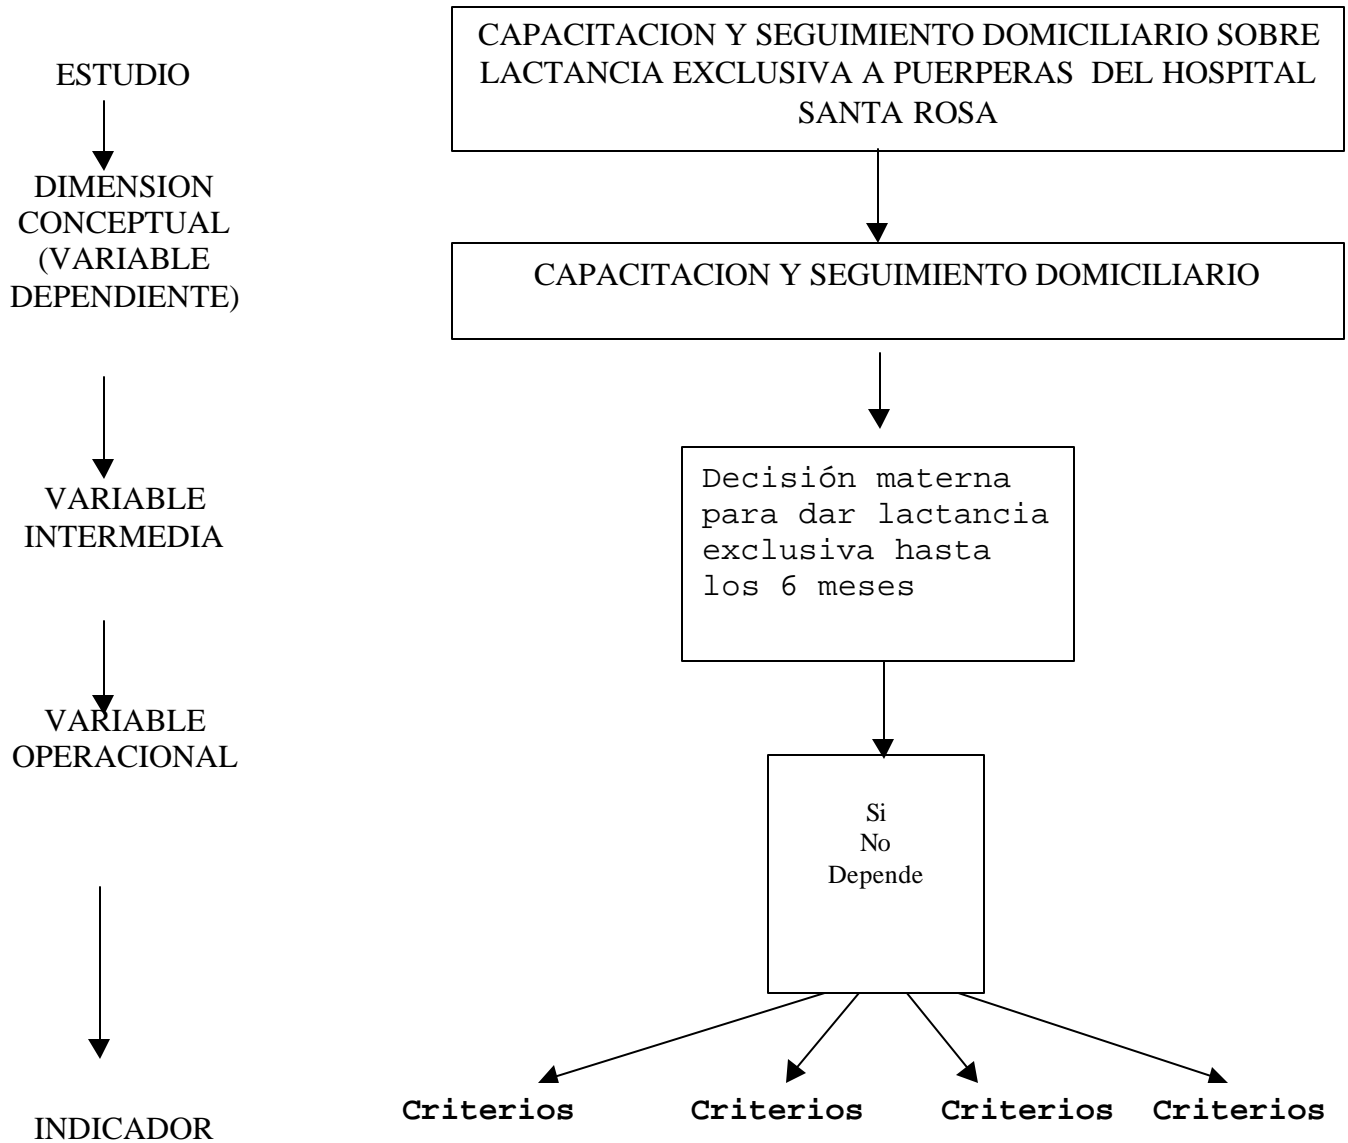 ESTUDIO
DIMENSION
CONCEPTUAL
(VARIABLE
DEPENDIENTE)
VARIABLE
INTERMEDIA
VARIABLE
OPERACIONAL
INDICADOR
CAPACITACION Y SEGUIMIENTO DOMICILIARIO SOBRE
LACTANCIA EXCLUSIVA A PUERPERAS DEL HOSPITAL
SANTA ROSA
CAPACITACION Y SEGUIMIENTO DOMICILIARIO
Decisión materna
para dar lactancia
exclusiva hasta
los 6 meses
Si
No
Depende
Criterios
Criterios
Criterios
Criterios